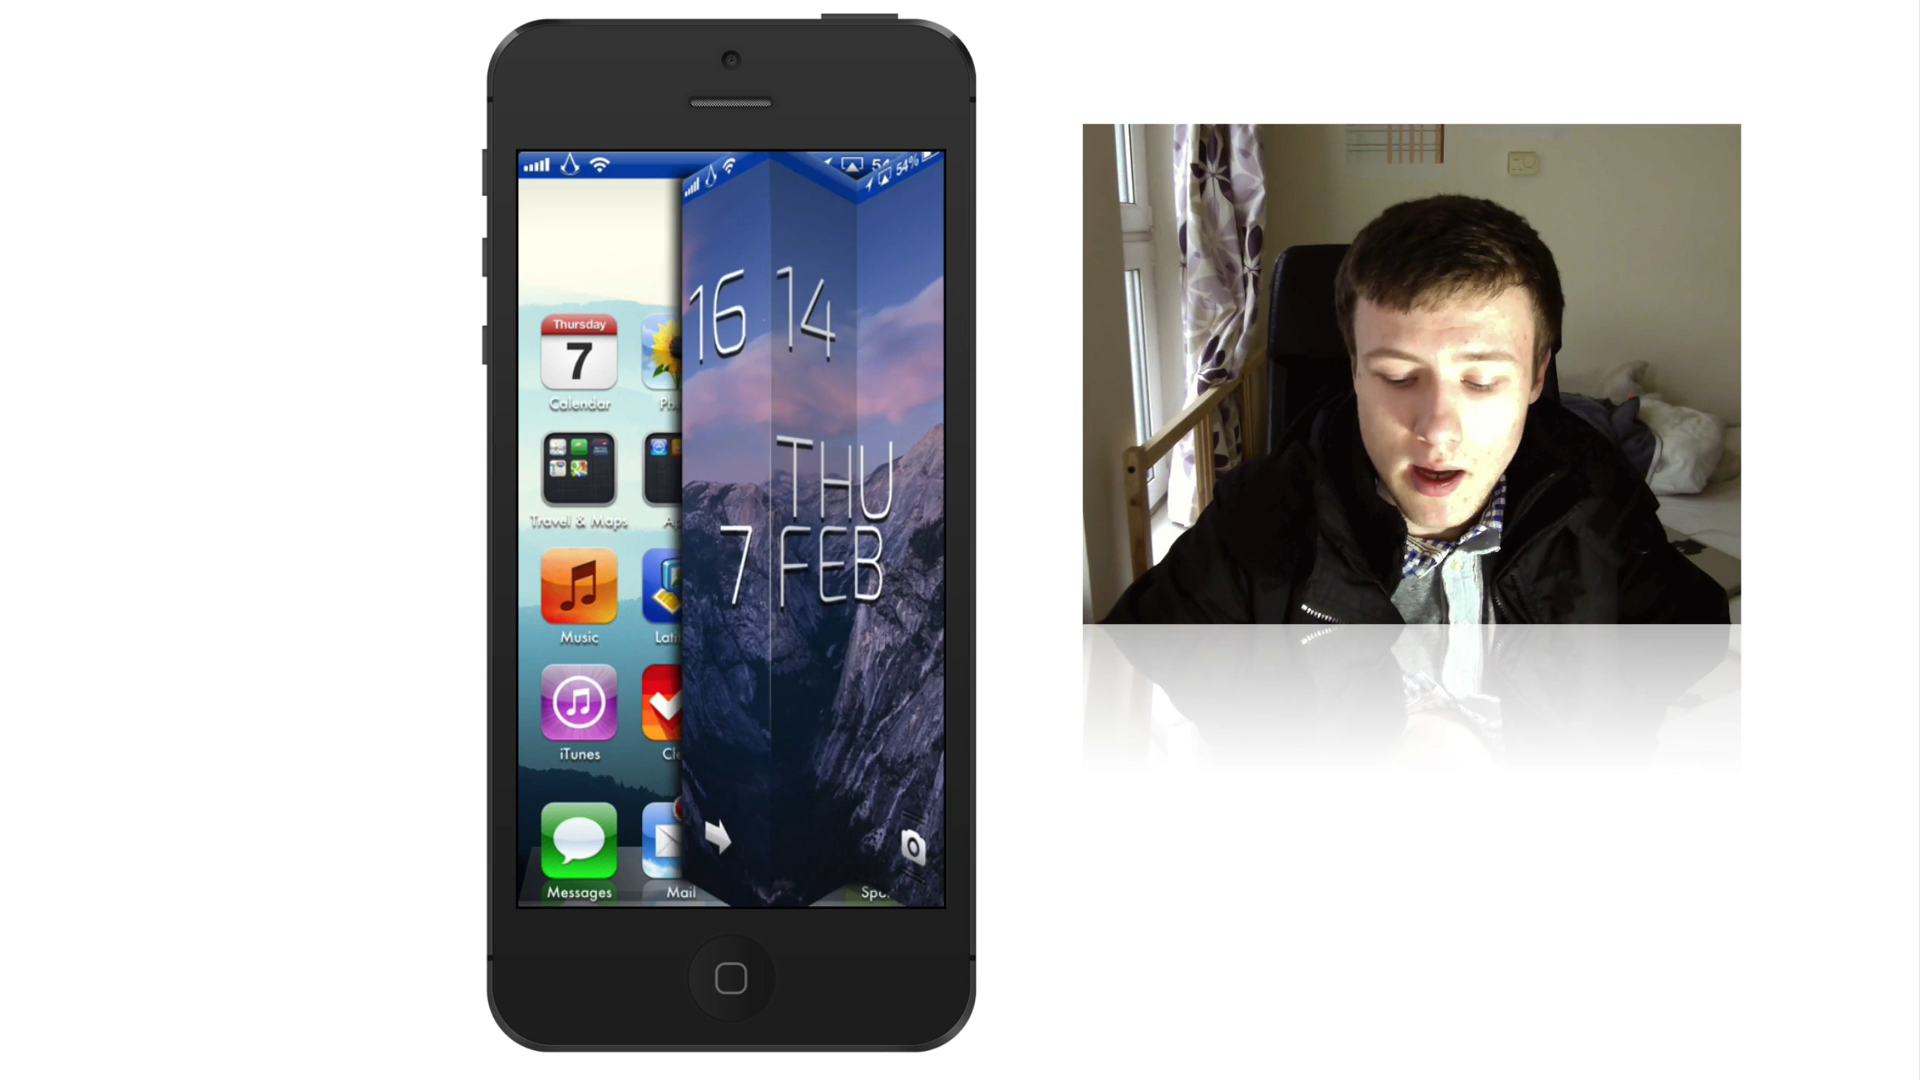 54%
16 14
THU
7 FEB
Thursday
7
Calendar
Travel & Maps
Music
iTunes
Messages
Mail